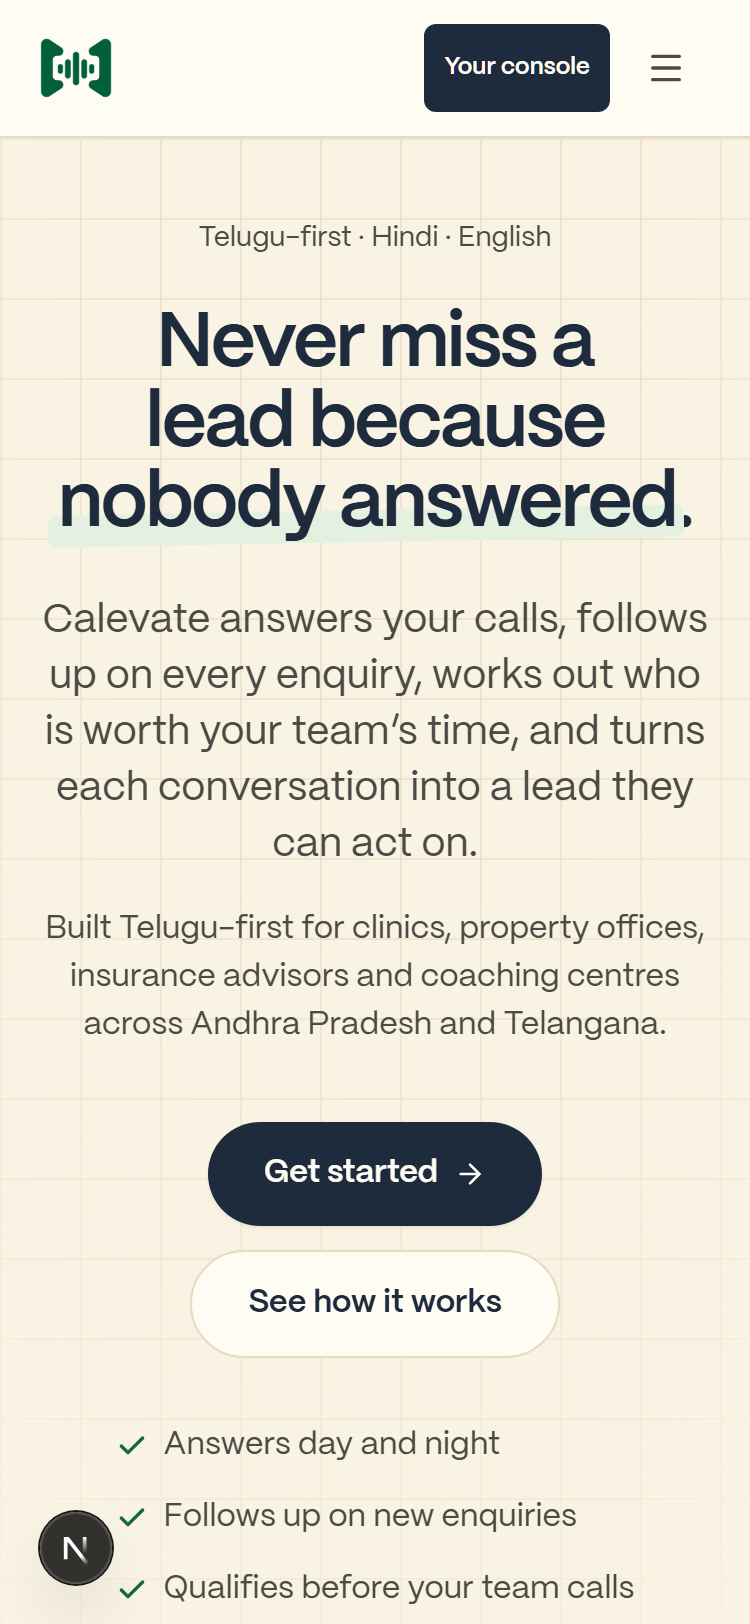 Your console
Telugu-first · Hindi · English
Never miss a
lead because
nobody answered.
Calevate answers your calls, follows
up on every enquiry, works out who
is worth your team’s time, and turns
each conversation into a lead they
can act on.
Built Telugu-first for clinics, property offices,
insurance advisors and coaching centres
across Andhra Pradesh and Telangana.
Get started →
See how it works
Answers day and night
Follows up on new enquiries
N
Qualifies before your team calls